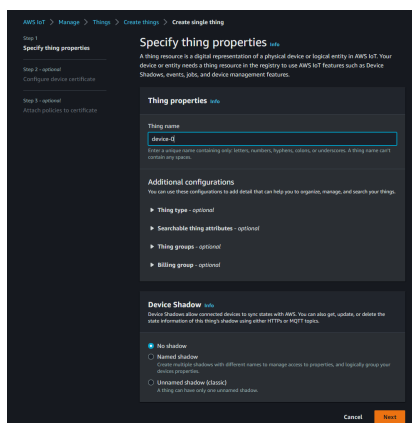 AWS IoT > Manage > Things > Create things > Create single thing
Step 1
Specify thing properties
Step 2 - optional
Configure device certificate
Step 3 - optional
Attach policies to certificate
Specify thing properties Info
A thing resource is a digital representation of a physical device or logical entity in AWS IoT. Your
device or entity needs a thing resource in the registry to use AWS IoT features such as Device
Shadows, events, jobs, and device management features.
Thing properties Info
Thing name
device-0
Enter a unique name containing only: letters, numbers, hyphens, colons, or underscores. A thing name can't
contain any spaces.
Additional configurations
You can use these configurations to add detail that can help you to organize, manage, and search your things.
Thing type - optional
Searchable thing attributes - optional
Thing groups - optional
Billing group - optional
Device Shadow Info
Device Shadows allow connected devices to sync states with AWS. You can also get, update, or delete the
state information of this thing's shadow using either HTTPs or MQTT topics.
No shadow
Named shadow
Create multiple shadows with different names to manage access to properties, and logically group your
devices properties.
Unnamed shadow (classic)
A thing can have only one unnamed shadow.
Cancel
Next